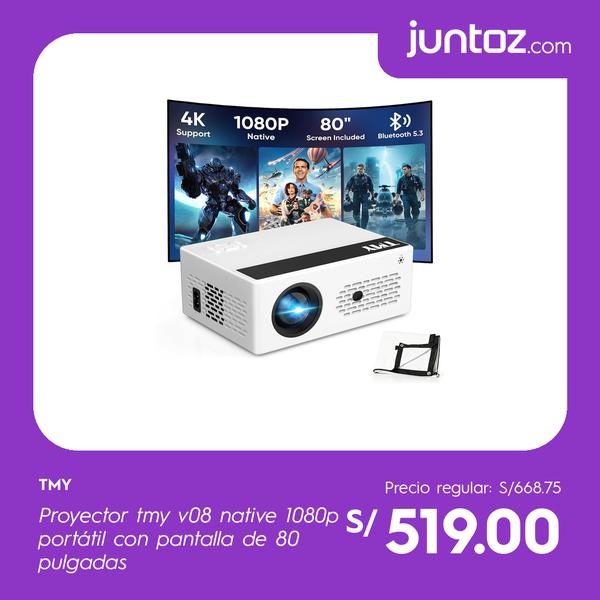 juntoz.com
4K
Support
1080P
Native
80"
Screen Included
Bluetooth 5.3
TMY
TMY
Precio regular: S/668.75
Proyector tmy v08 native 1080p
portátil con pantalla de 80
pulgadas
S/ 519.00